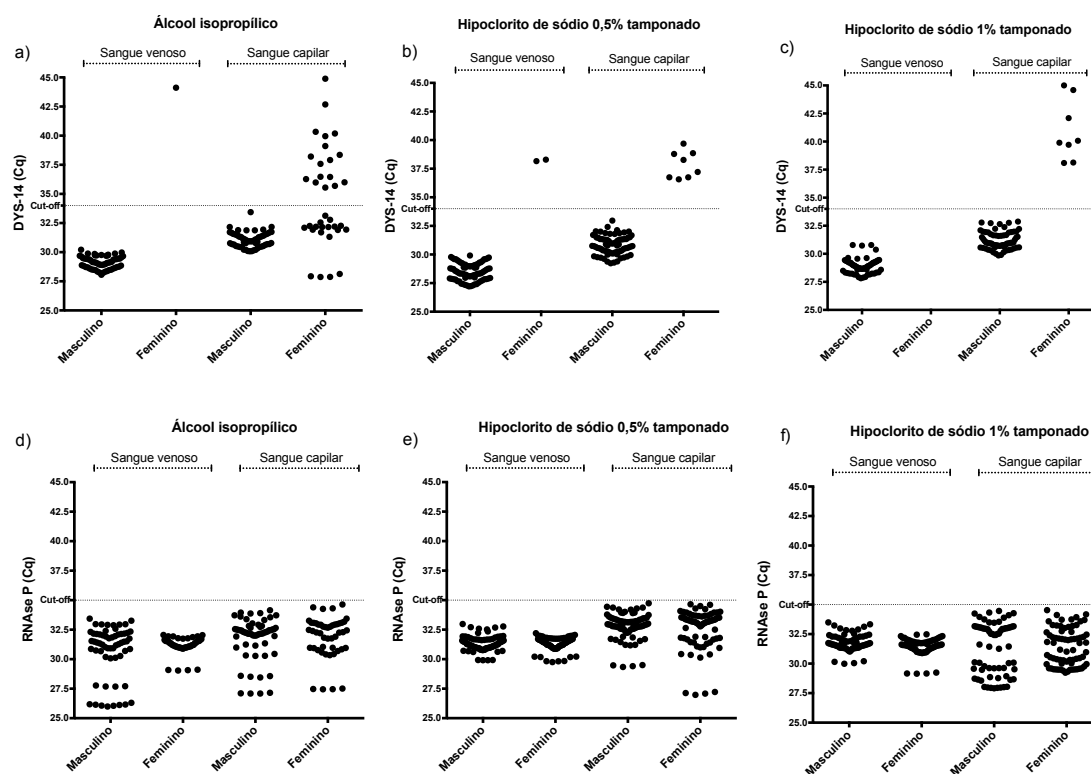 a)
Álcool isopropílico
Sangue venoso
Sangue capilar
DYS-14 (Cq)
45.0
42.5
40.0
37.5
35.0
Cut-off
32.5
30.0
27.5
25.0
Masculino
Feminino
Masculino
Feminino
b)
Hipoclorito de sódio 0,5% tamponado
Sangue venoso
Sangue capilar
DYS-14 (Cq)
45.0
42.5
40.0
37.5
35.0
Cut-off
32.5
30.0
27.5
25.0
Masculino
Feminino
Masculino
Feminino
c)
Hipoclorito de sódio 1% tamponado
Sangue venoso
Sangue capilar
DYS-14 (Cq)
45.0
42.5
40.0
37.5
35.0
Cut-off
32.5
30.0
27.5
25.0
Masculino
Feminino
Masculino
Feminino
d)
Álcool isopropílico
Sangue venoso
Sangue capilar
RNAse P (Cq)
45.0
42.5
40.0
37.5
Cut-off
32.5
30.0
27.5
25.0
Masculino
Feminino
Masculino
Feminino
e)
Hipoclorito de sódio 0,5% tamponado
Sangue venoso
Sangue capilar
RNAse P (Cq)
45.0
42.5
40.0
37.5
Cut-off
32.5
30.0
27.5
25.0
Masculino
Feminino
Masculino
Feminino
f)
Hipoclorito de sódio 1% tamponado
Sangue venoso
Sangue capilar
RNAse P (Cq)
45.0
42.5
40.0
37.5
Cut-off
32.5
30.0
27.5
25.0
Masculino
Feminino
Masculino
Feminino